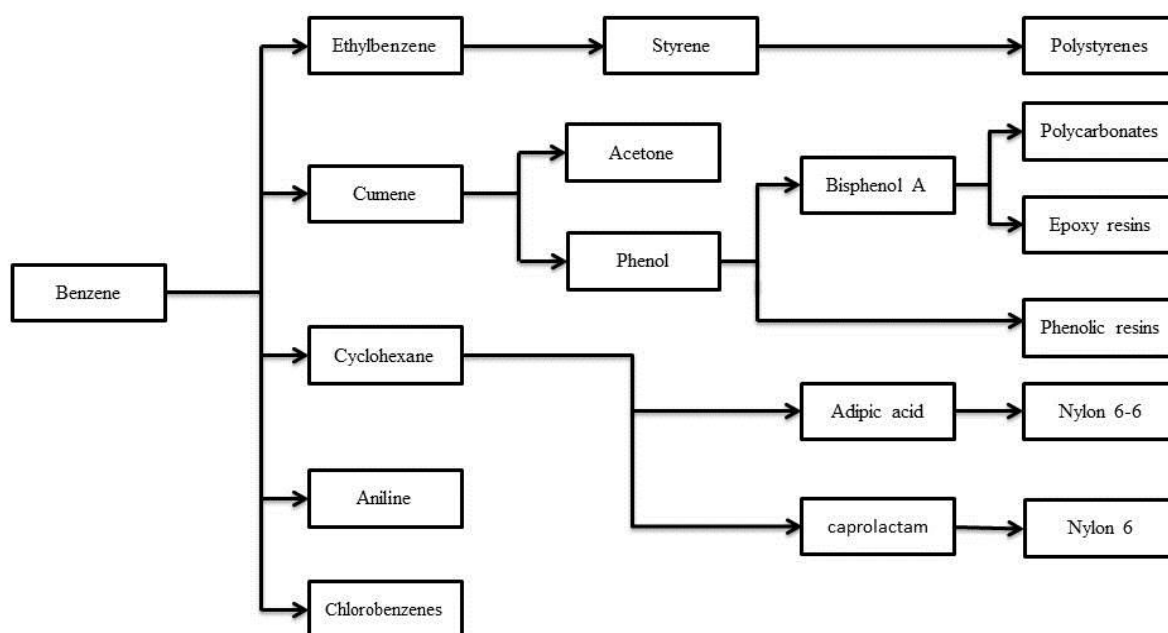 Ethylbenzene
Styrene
Polystyrenes
Polycarbonates
Acetone
Cumene
Bisphenol A
Epoxy resins
Phenol
Benzene
Phenolic resins
Cyclohexane
Adipic acid
Nylon 6-6
Aniline
caprolactam
Nylon 6
Chlorobenzenes